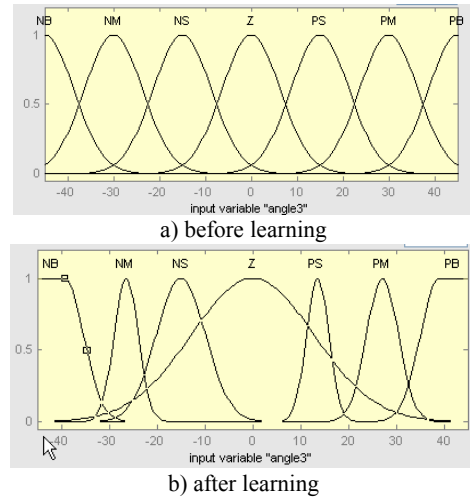 NB NM NS Z PS PM PB
1
0.5
0
-40 -30 -20 -10 0 10 20 30 40
input variable "angle3"
a) before learning
NB NM NS Z PS PM PB
1
0.5
0
-40 -30 -20 -10 0 10 20 30 40
input variable "angle3"
b) after learning